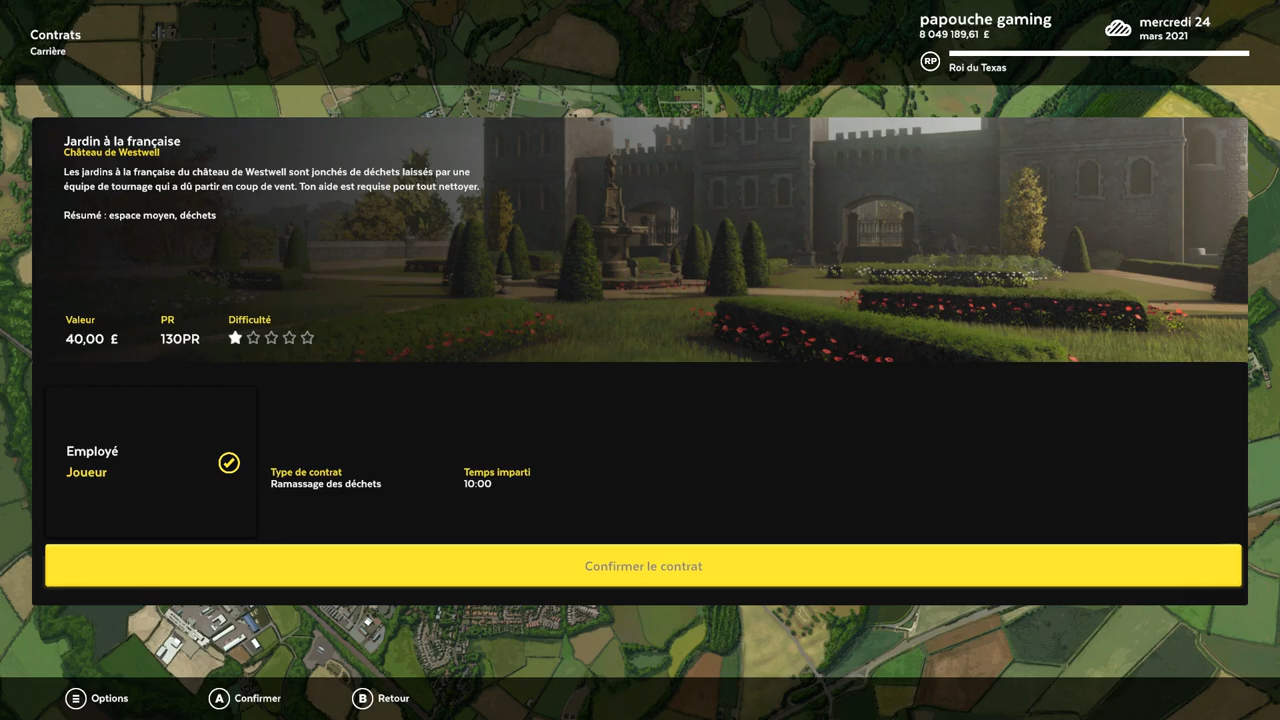 Contrats
Carrière
papouche gaming
8 049 189,61 £
mercredi 24
mars 2021
RP
Roi du Texas
Jardin à la française
Château de Westwell
Les jardins à la française du château de Westwell sont jonchés de déchets laissés par une
équipe de tournage qui a dû partir en coup de vent. Ton aide est requise pour tout nettoyer.
Résumé : espace moyen, déchets
Valeur
PR
Difficulté
40,00 £
130PR
Employé
Joueur
Type de contrat
Ramassage des déchets
Temps imparti
10:00
Confirmer le contrat
Options
A Confirmer
B Retour